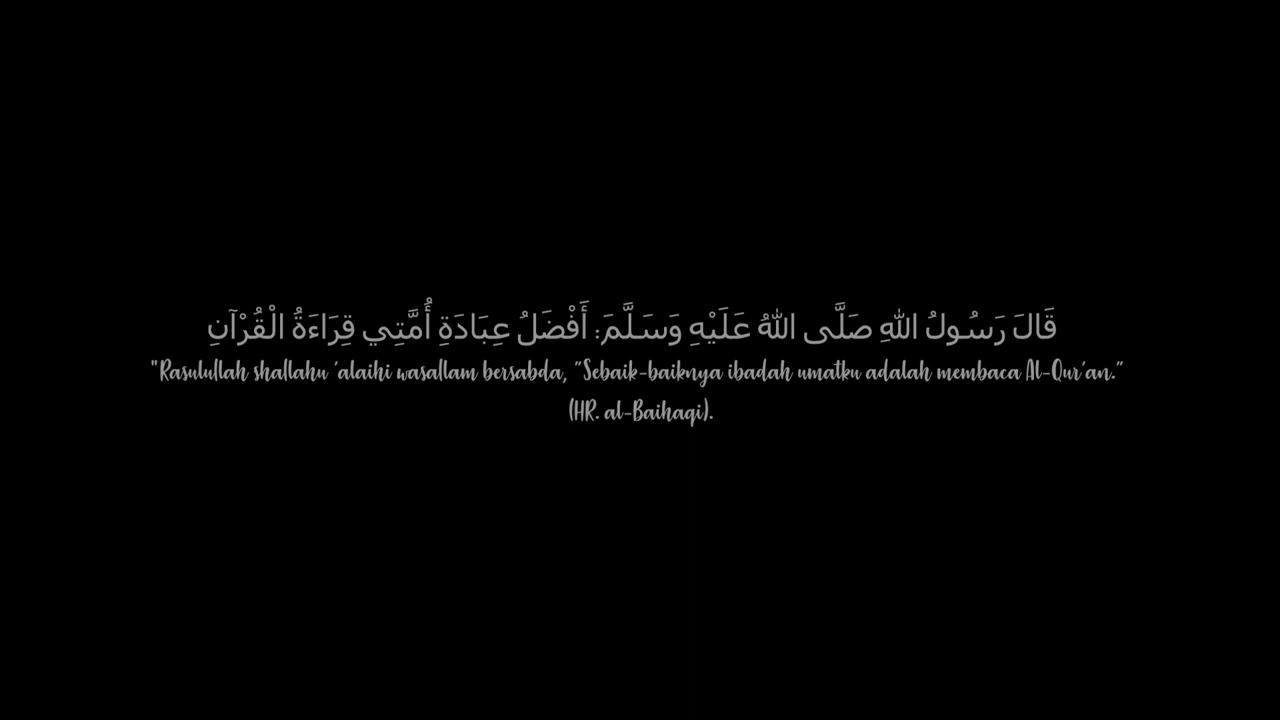 قَالَ رَسُولُ اللهِ صَلَّى اللهُ عَلَيْهِ وَسَلَّمَ: أَفْضَلُ عِبَادَةِ أُمَّتِي قِرَاءَةُ الْقُرْآنِ
"Rasulullah shallahu 'alaihi wasallam bersabda, "Sebaik-baiknya ibadah umatku adalah membaca Al-Qur'an."
(HR. al-Baihaqi).